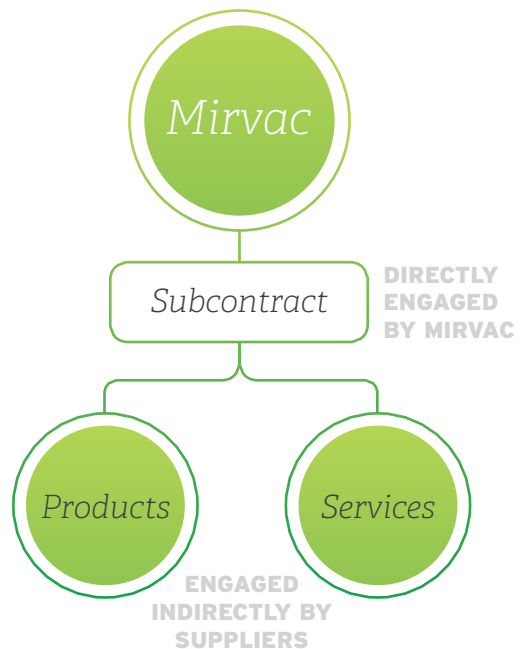 Mirvac
Subcontract
DIRECTLY
ENGAGED
BY MIRVAC
Products
Services
ENGAGED
INDIRECTLY BY
SUPPLIERS